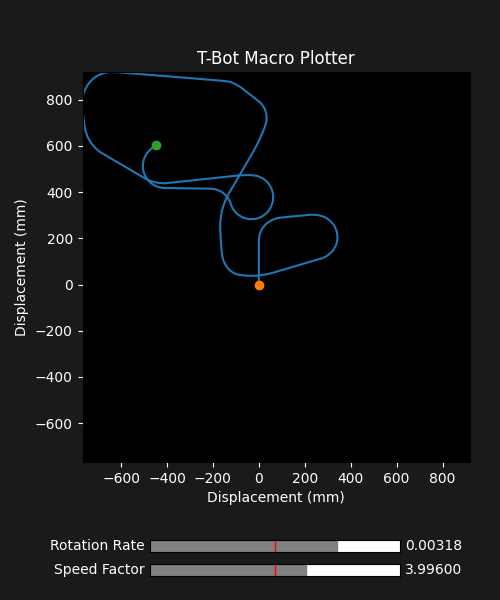 T-Bot Macro Plotter
800
600
400
200
0
−200
−400
−600
Displacement (mm)
−600 −400 −200 0 200 400 600 800
Displacement (mm)
Rotation Rate 0.00318
Speed Factor 3.99600